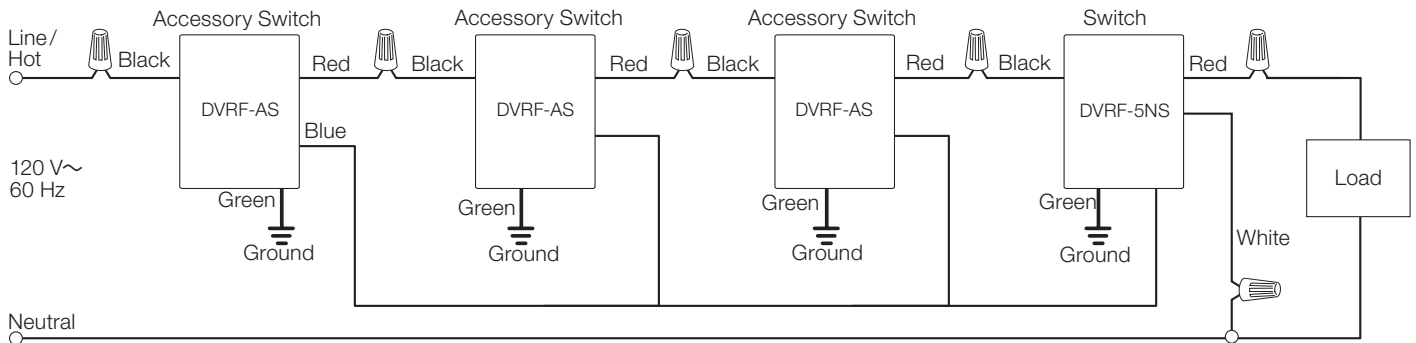 Accessory Switch
Accessory Switch
Accessory Switch
Switch
Line/
Hot
Black
Red
Black
Red
Black
Red
Black
Red
DVRF-AS
DVRF-AS
DVRF-AS
DVRF-5NS
Blue
120 V~
60 Hz
Load
Green
Green
Green
Green
Ground
Ground
Ground
Ground
White
Neutral